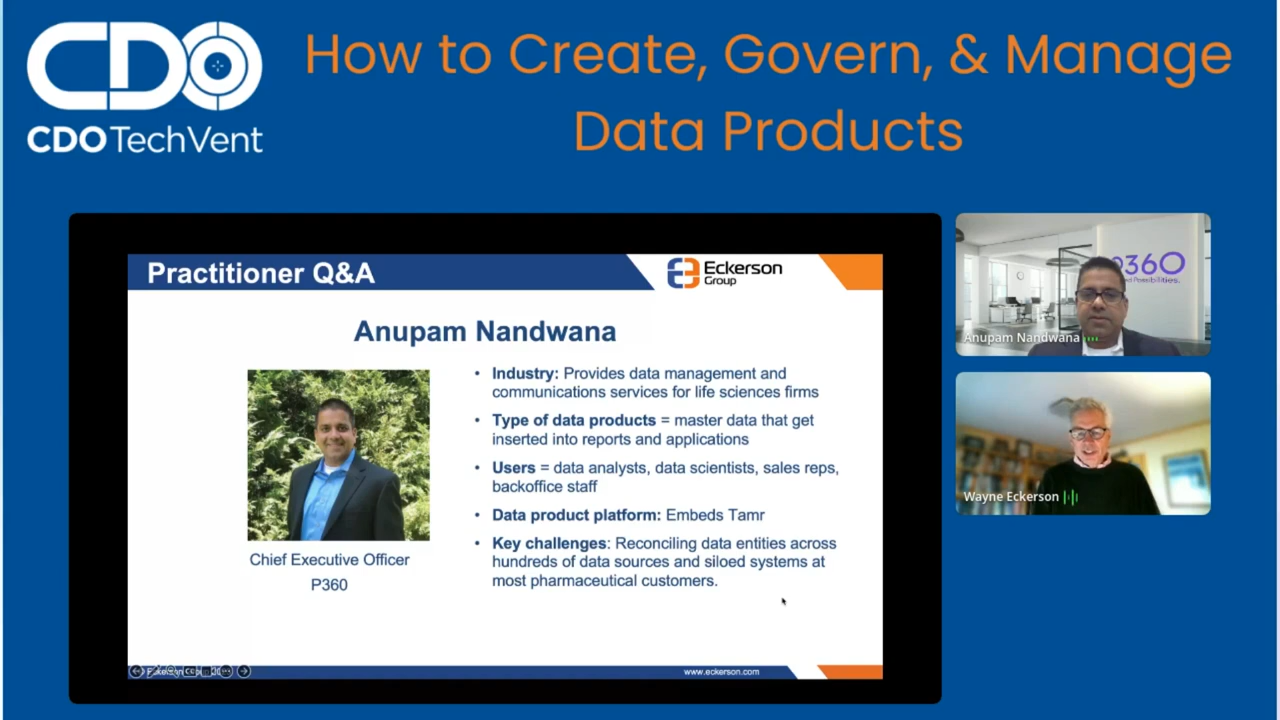 CDO
CDO TechVent
How to Create, Govern, & Manage
Data Products
Practitioner Q&A
Eckerson
Group
Anupam Nandwana
• Industry: Provides data management and
communications services for life sciences firms
• Type of data products = master data that get
inserted into reports and applications
• Users = data analysts, data scientists, sales reps,
backoffice staff
• Data product platform: Embeds Tamr
• Key challenges: Reconciling data entities across
hundreds of data sources and siloed systems at
most pharmaceutical customers.
Chief Executive Officer
P360
www.eckerson.com
360
Possibilities.
Anupam Nandwana
Wayne Eckerson